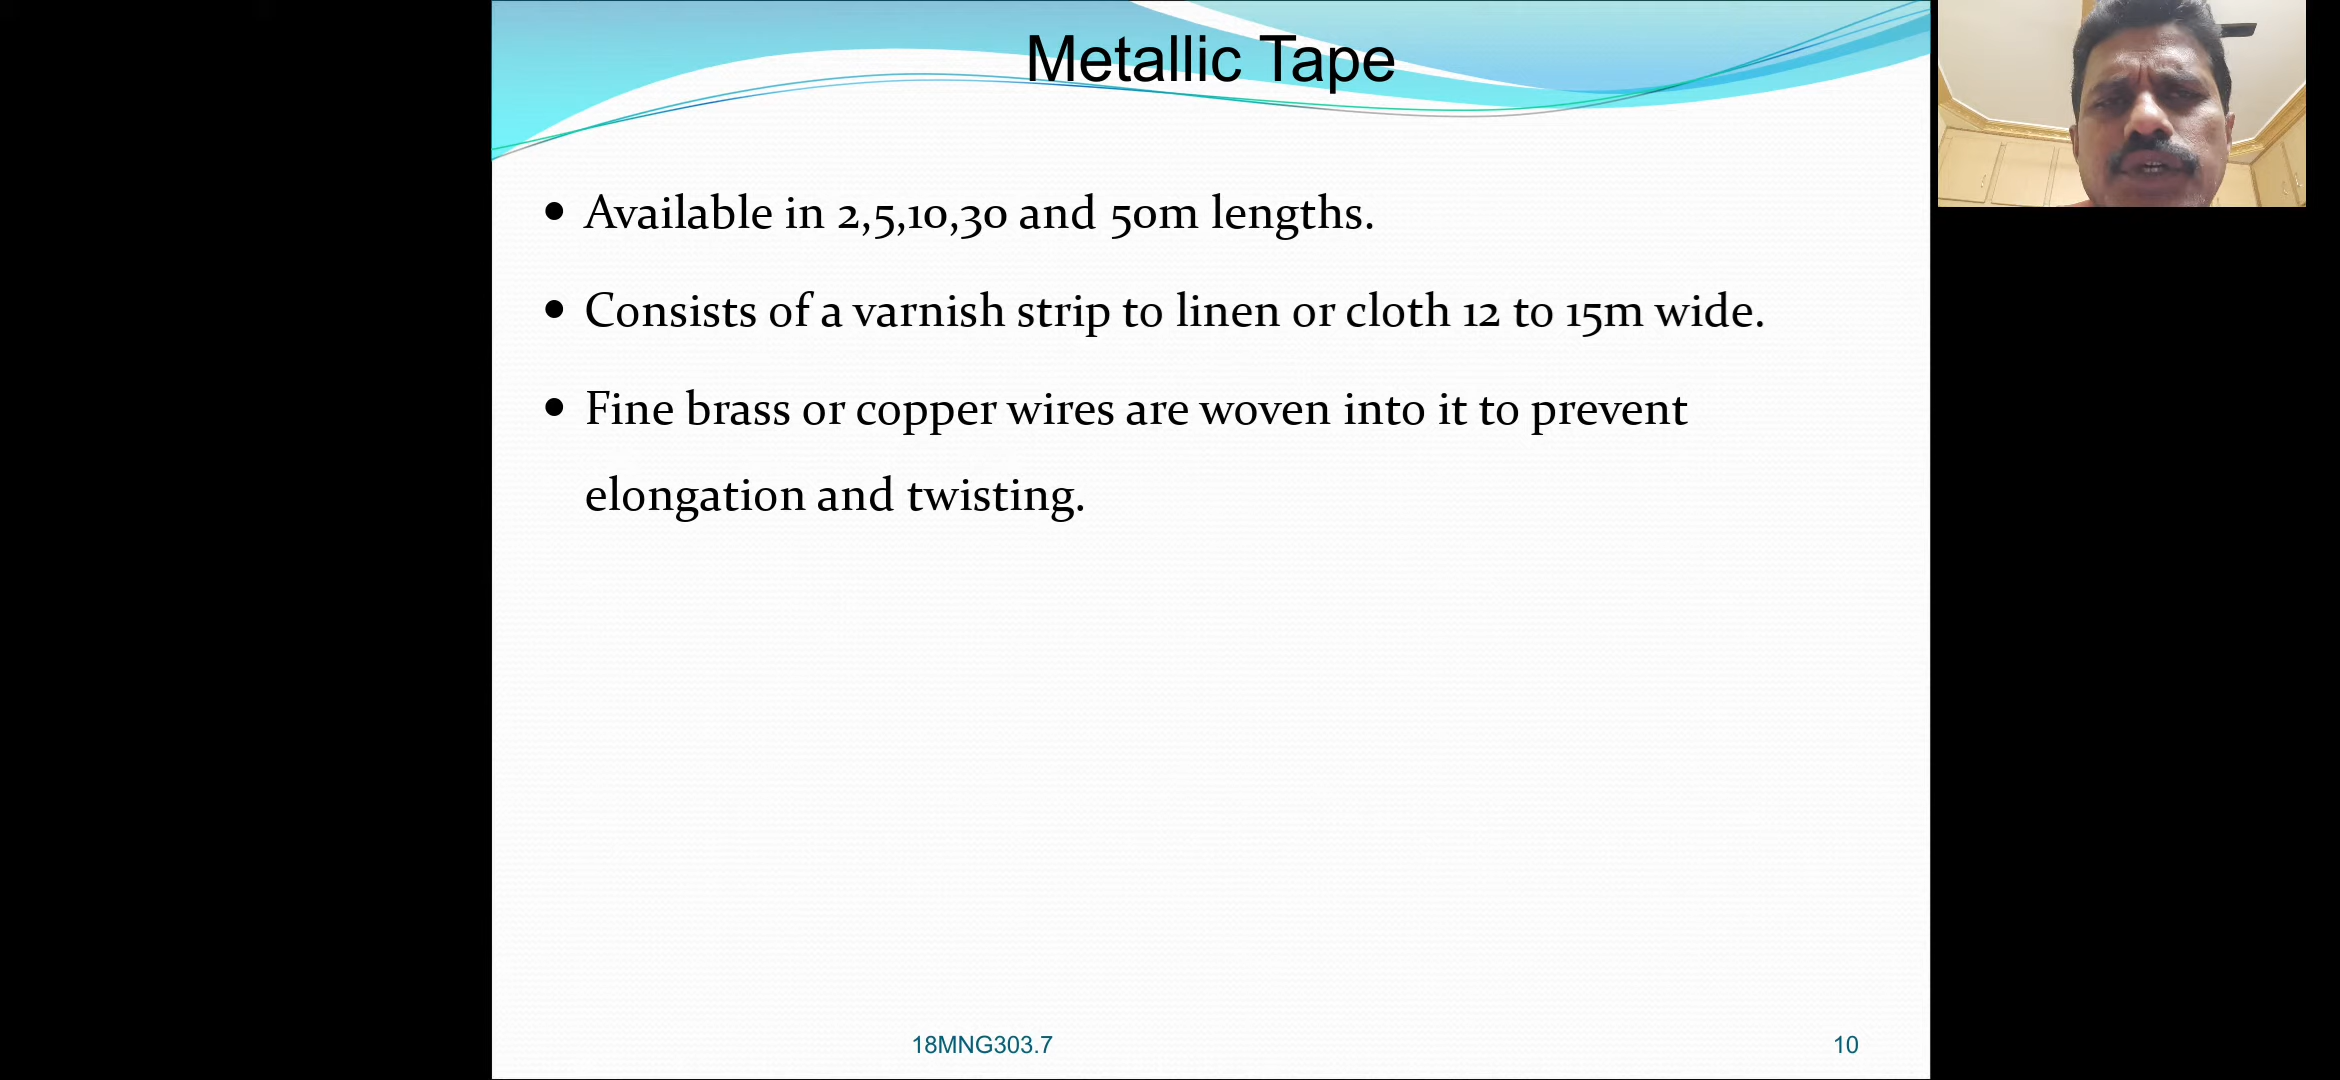 Metallic Tape
• Available in 2,5,10,30 and 50m lengths.
• Consists of a varnish strip to linen or cloth 12 to 15m wide.
• Fine brass or copper wires are woven into it to prevent
elongation and twisting.
18MNG303.7
10